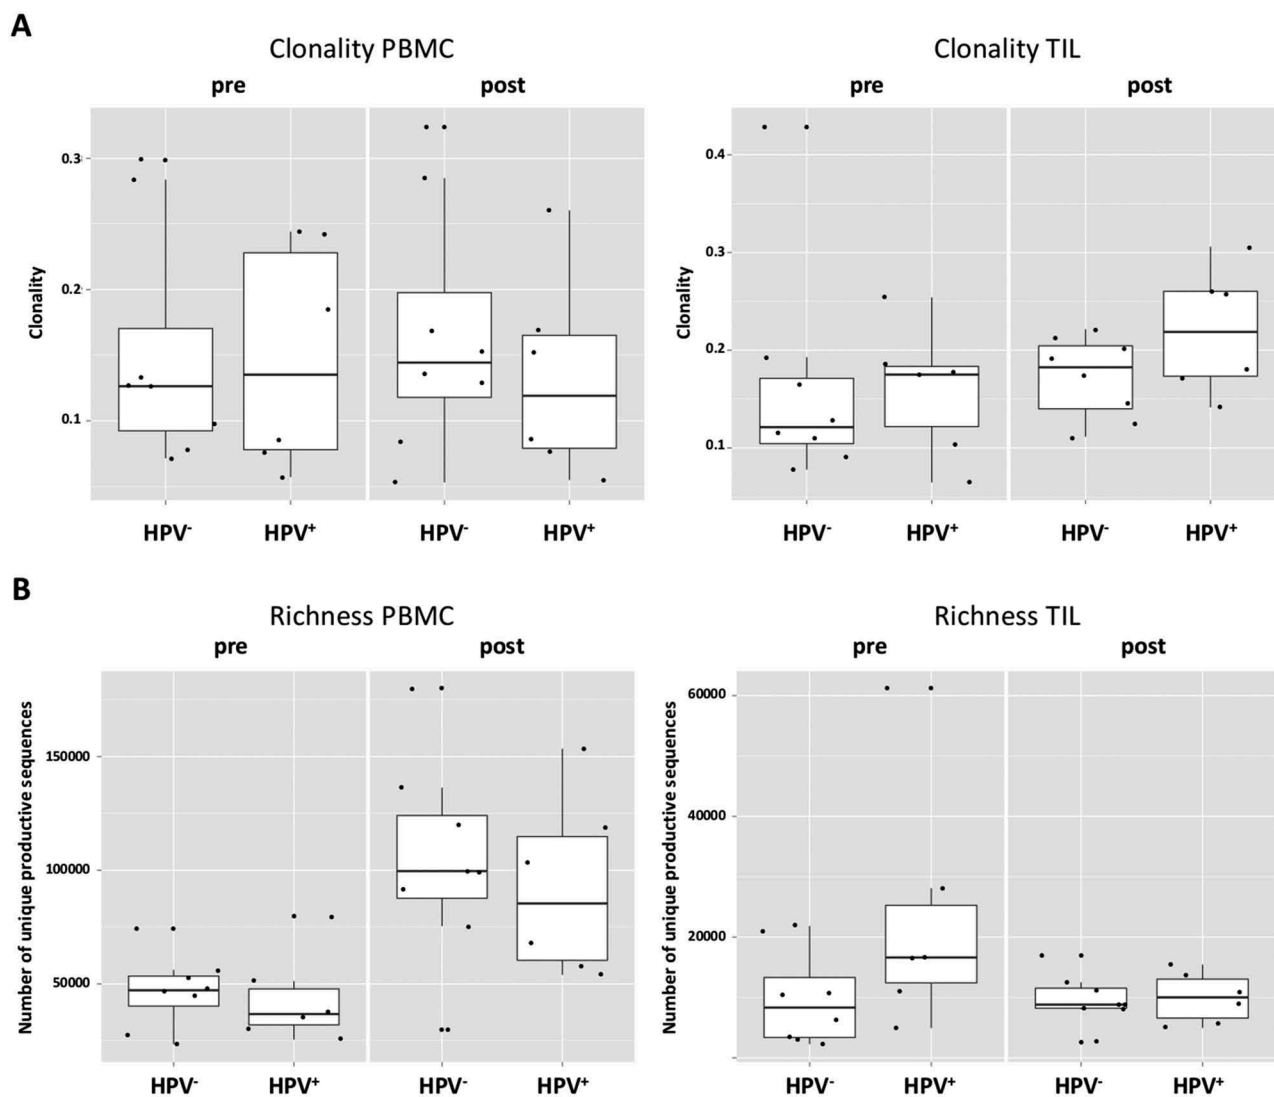 A
Clonality PBMC
pre post
Clonality
0.3
0.2
0.1
HPV⁻ HPV⁺ HPV⁻ HPV⁺
Clonality TIL
pre post
Clonality
0.4
0.3
0.2
0.1
HPV⁻ HPV⁺ HPV⁻ HPV⁺
B
Richness PBMC
pre post
Number of unique productive sequences
150000
100000
50000
HPV⁻ HPV⁺ HPV⁻ HPV⁺
Richness TIL
pre post
Number of unique productive sequences
60000
40000
20000
HPV⁻ HPV⁺ HPV⁻ HPV⁺